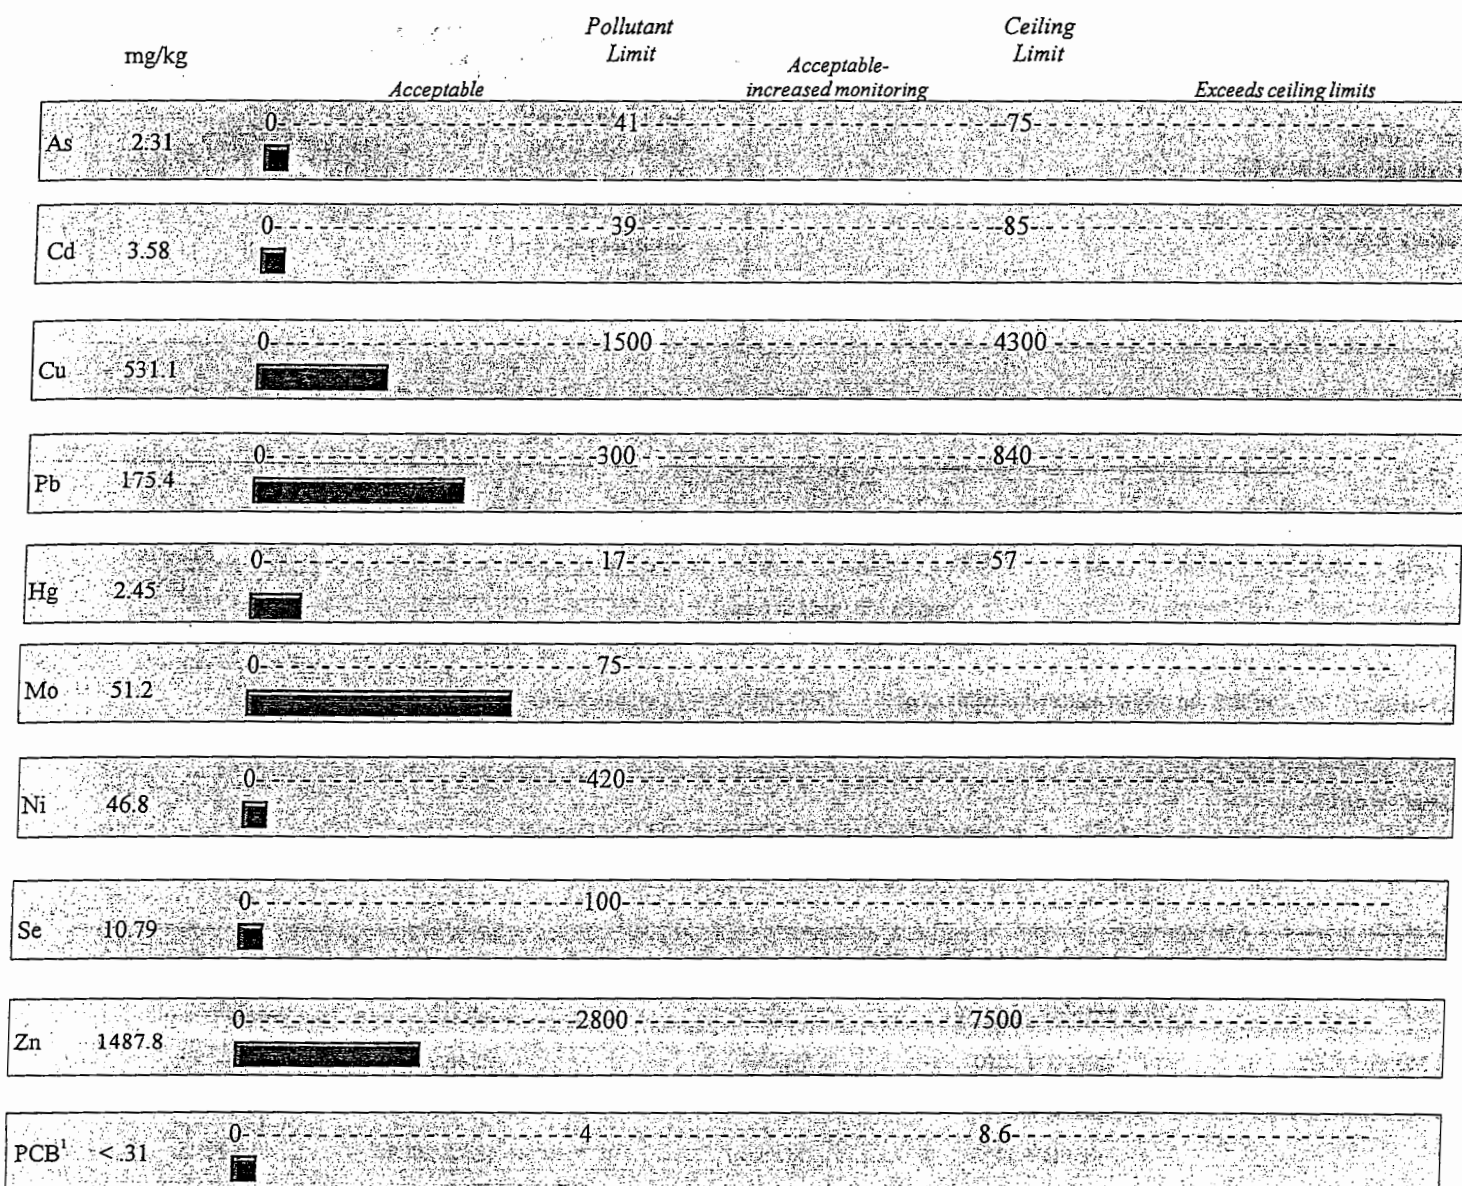 mg/kg
Pollutant
Limit
Ceiling
Limit
Acceptable
Acceptable-
increased monitoring
Exceeds ceiling limits
As 2.31 0 41 75
Cd 3.58 0 39 85
Cu 531.1 0 1500 4300
Pb 175.4 0 300 840
Hg 2.45 0 17 57
Mo 51.2 0 75
Ni 46.8 0 420
Se 10.79 0 100
Zn 1487.8 0 2800 7500
PCB¹ <.31 0 4 8.6